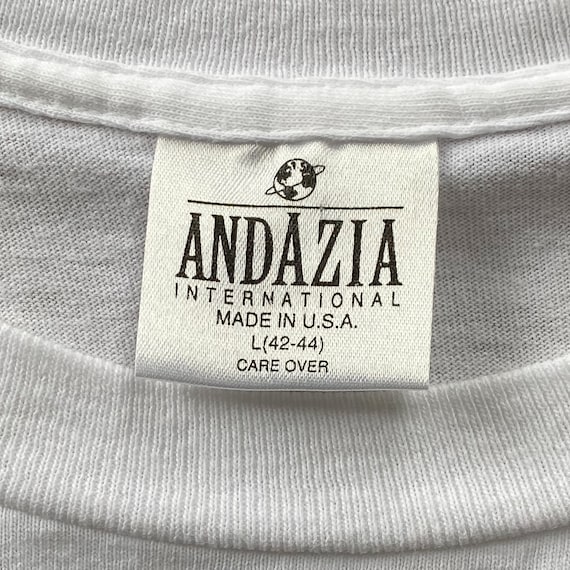 ANDAZIA
INTERNATIONAL
MADE IN U.S.A.
L(42-44)
CARE OVER